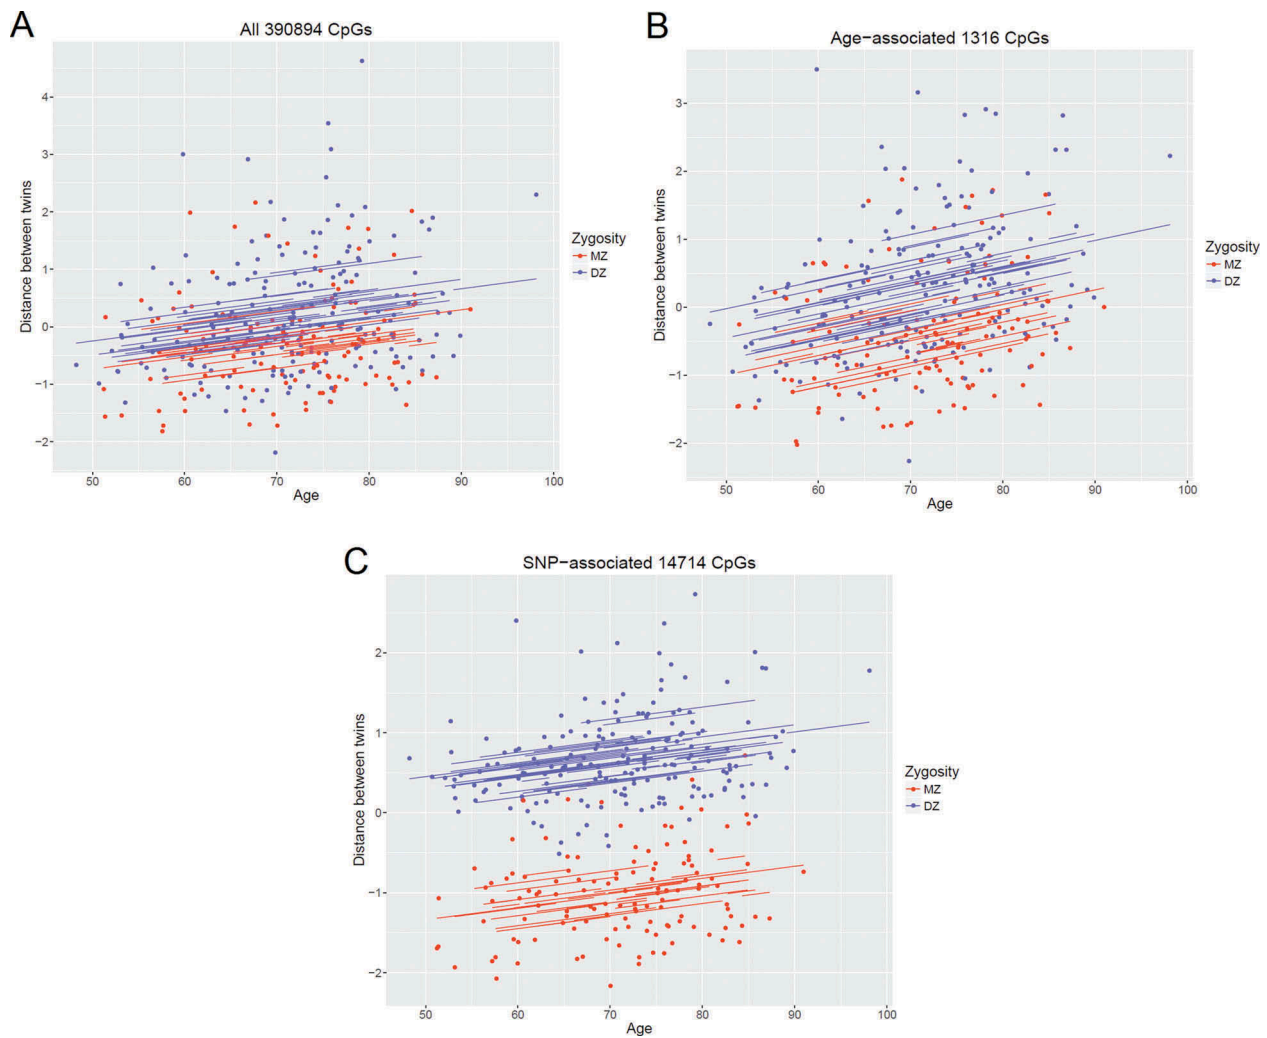 A
All 390894 CpGs
Distance between twins
4
3
2
1
0
−1
−2
50 60 70 80 90 100
Age
Zygosity
MZ
DZ
B
Age−associated 1316 CpGs
Distance between twins
3
2
1
0
−1
−2
50 60 70 80 90 100
Age
Zygosity
MZ
DZ
C
SNP−associated 14714 CpGs
Distance between twins
2
1
0
−1
−2
50 60 70 80 90 100
Age
Zygosity
MZ
DZ